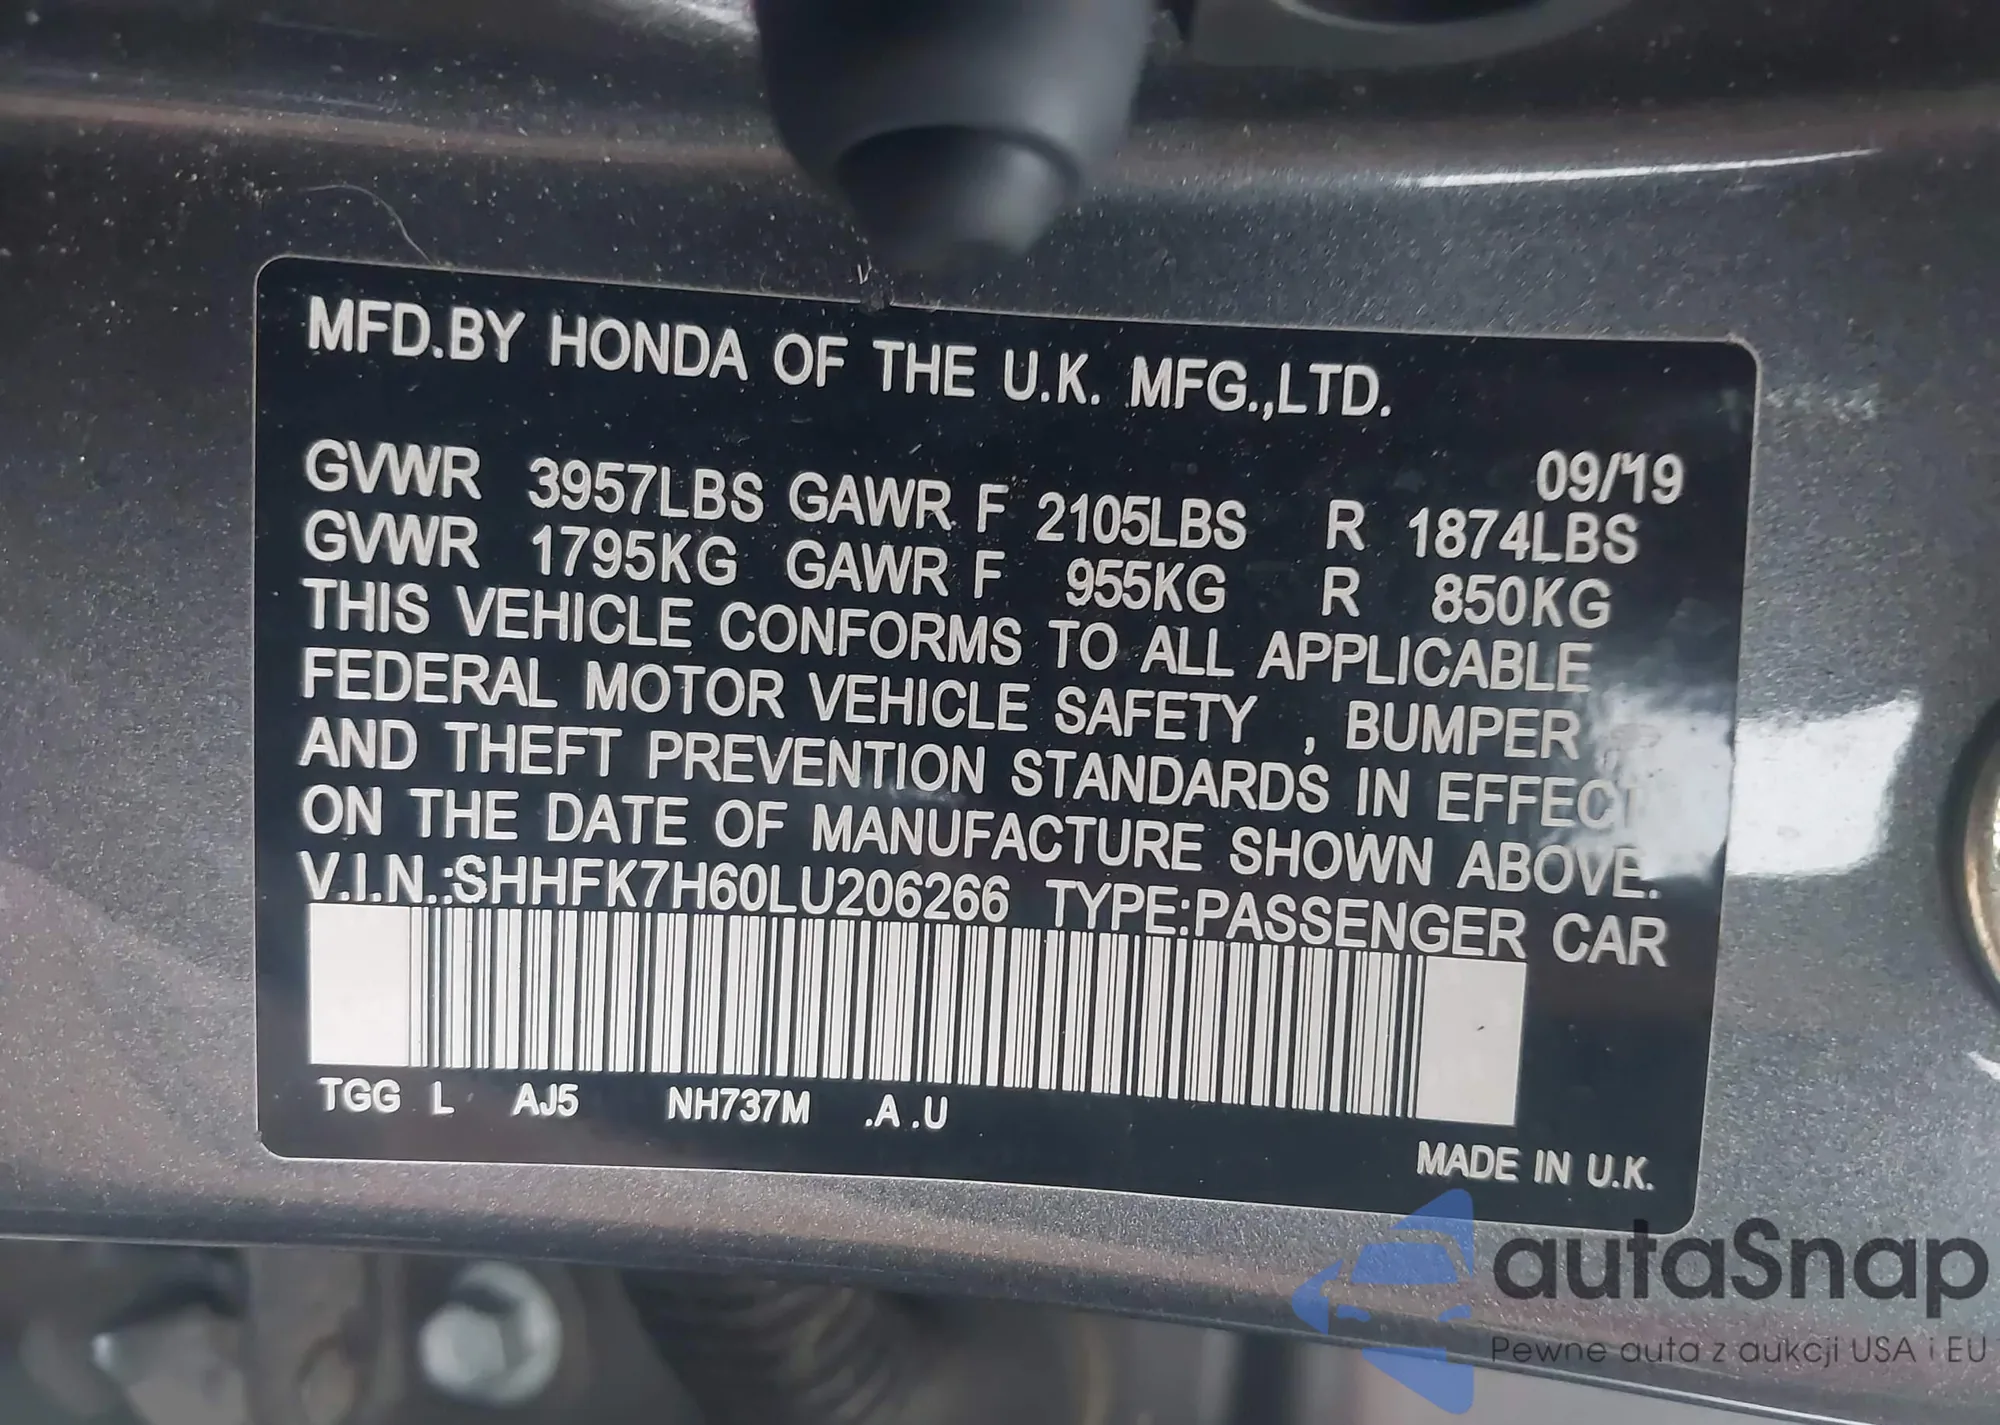 MFD.BY HONDA OF THE U.K. MFG.,LTD.
09/19
GVWR 3957LBS GAWR F 2105LBS R 1874LBS
GVWR 1795KG GAWR F 955KG R 850KG
THIS VEHICLE CONFORMS TO ALL APPLICABLE
FEDERAL MOTOR VEHICLE SAFETY , BUMPER ,
AND THEFT PREVENTION STANDARDS IN EFFECT
ON THE DATE OF MANUFACTURE SHOWN ABOVE.
V.I.N.:SHHFK7H60LU206266 TYPE:PASSENGER CAR
TGG L AJ5 NH737M .A .U
MADE IN U.K.
autaSnap
Pewne auta z aukcji USA i EU